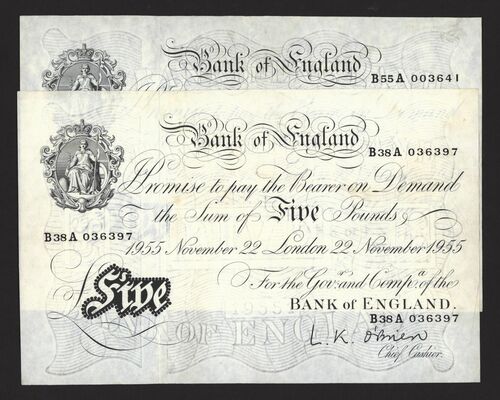 Bank of England
B55A 003641
Bank of England
B38A 036397
I Promise to pay the Bearer on Demand
the Sum of Five Pounds
B38A 036397
1955 November 22 London 22 November 1955
For the Govr. and Compa. of the
£Five
BANK of ENGLAND.
B38A 036397
L.K. O'Brien
Chief Cashier.